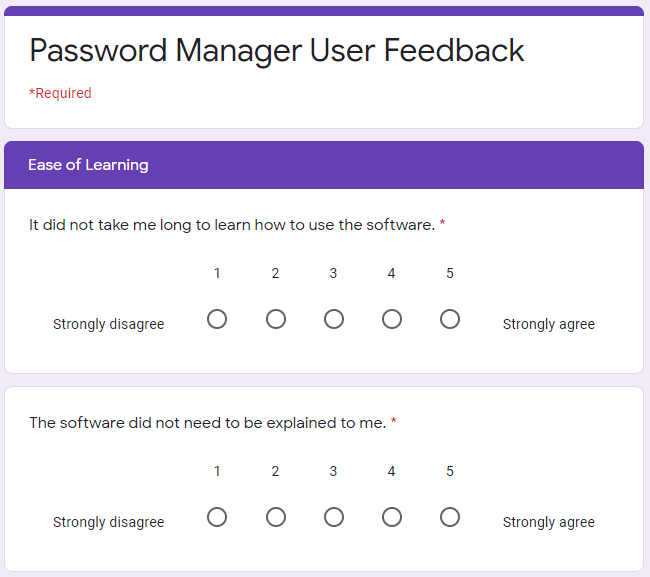 Password Manager User Feedback
*Required
Ease of Learning
It did not take me long to learn how to use the software. *
1 2 3 4 5
Strongly disagree Strongly agree
The software did not need to be explained to me. *
1 2 3 4 5
Strongly disagree Strongly agree